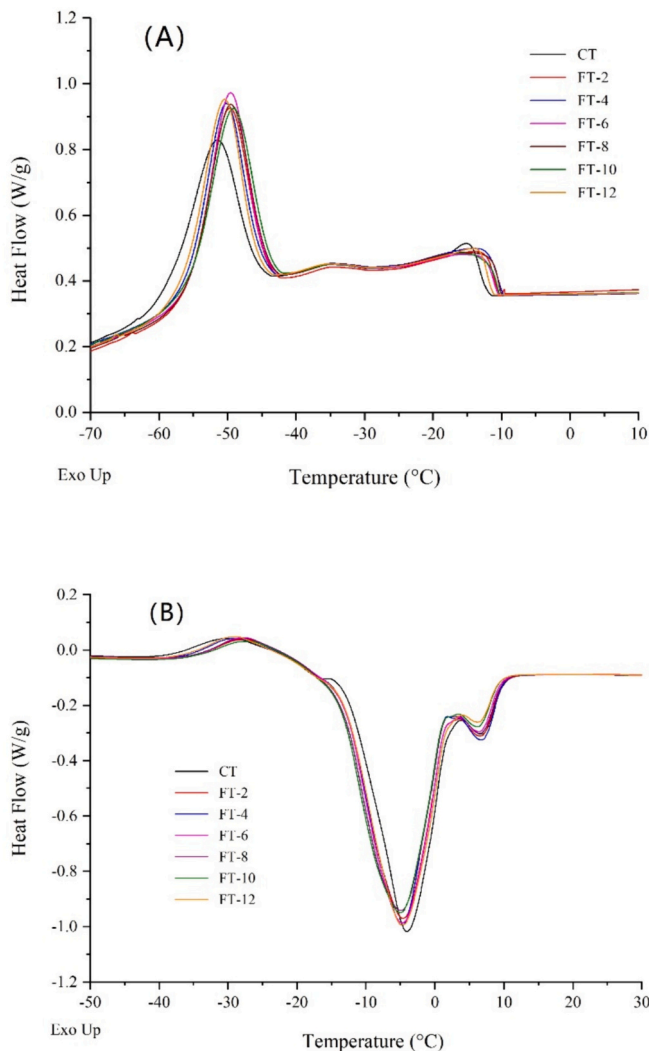 (A)
CT
FT-2
FT-4
FT-6
FT-8
FT-10
FT-12
Heat Flow (W/g)
1.2
1.0
0.8
0.6
0.4
0.2
0.0
-70 -60 -50 -40 -30 -20 -10 0 10
Exo Up
Temperature (°C)
(B)
CT
FT-2
FT-4
FT-6
FT-8
FT-10
FT-12
Heat Flow (W/g)
0.2
0.0
-0.2
-0.4
-0.6
-0.8
-1.0
-1.2
-50 -40 -30 -20 -10 0 10 20 30
Exo Up
Temperature (°C)